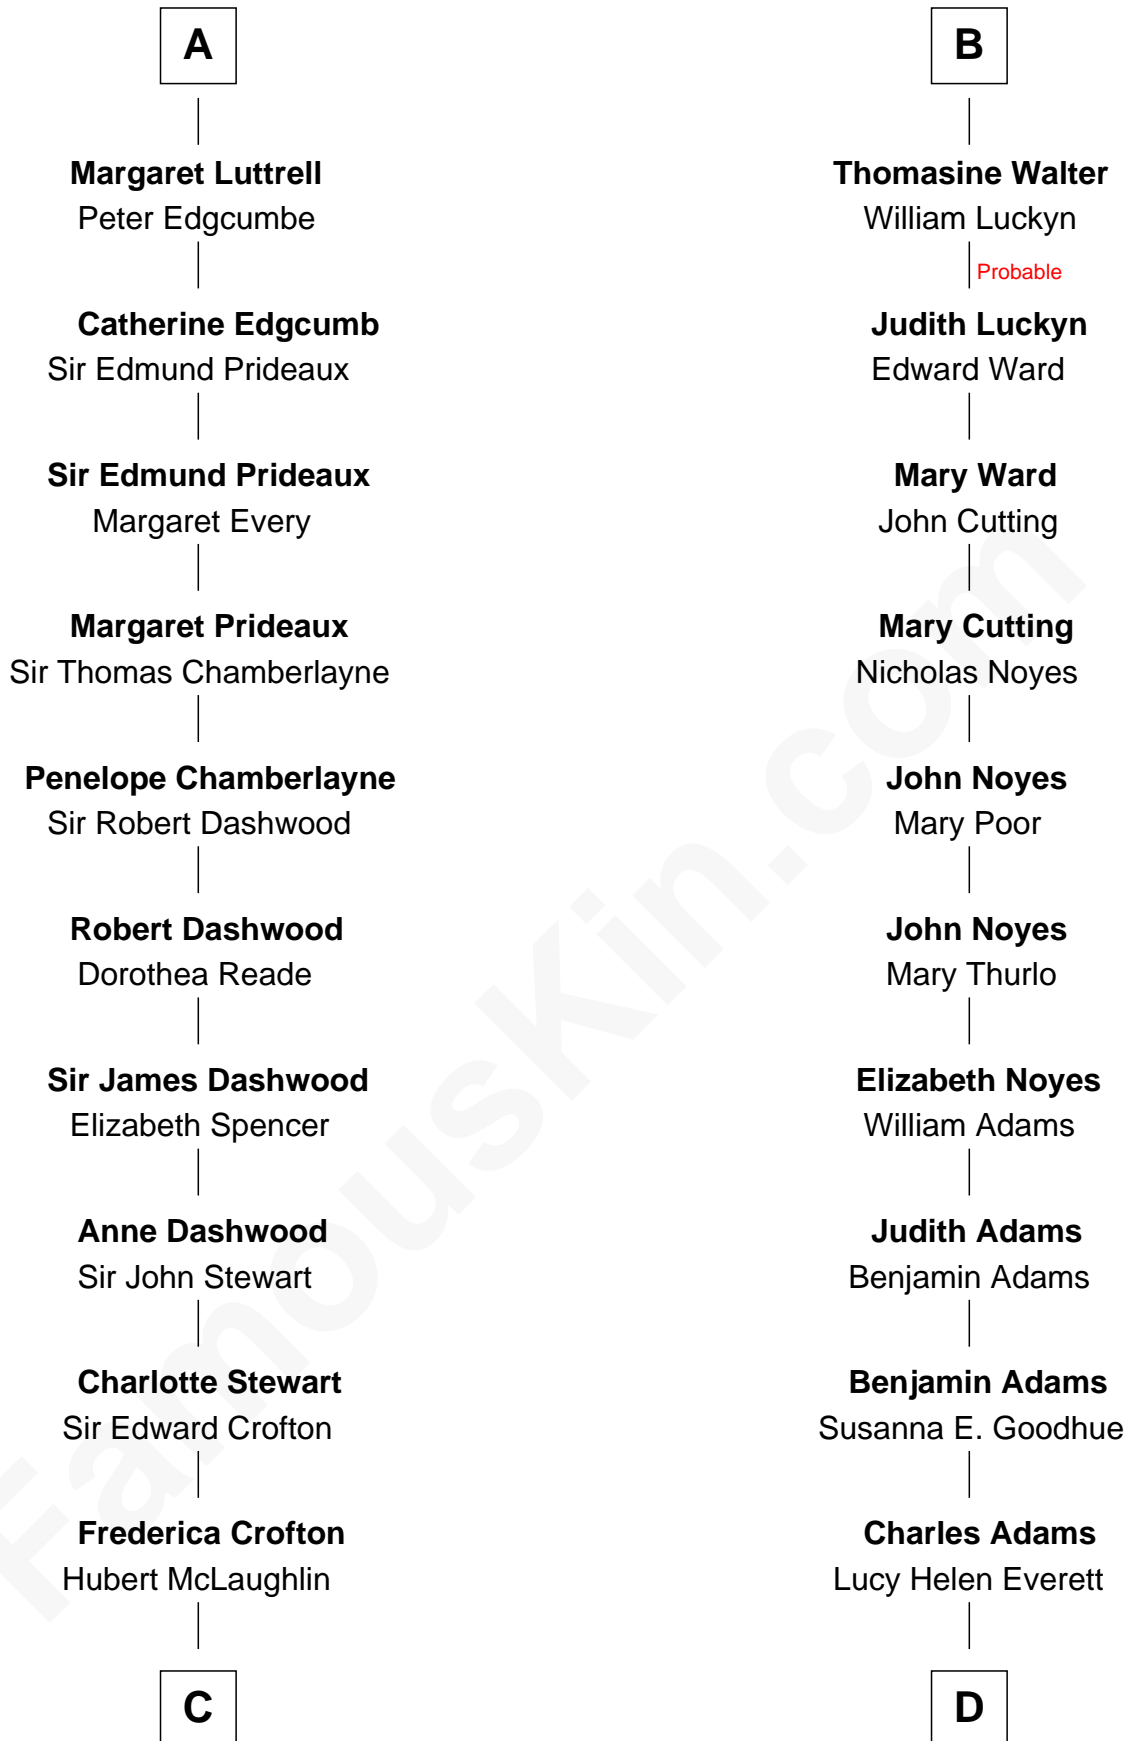 A
Margaret Luttrell
Peter Edgcumbe
Catherine Edgcumb
Sir Edmund Prideaux
Sir Edmund Prideaux
Margaret Every
Margaret Prideaux
Sir Thomas Chamberlayne
Penelope Chamberlayne
Sir Robert Dashwood
Robert Dashwood
Dorothea Reade
Sir James Dashwood
Elizabeth Spencer
Anne Dashwood
Sir John Stewart
Charlotte Stewart
Sir Edward Crofton
Frederica Crofton
Hubert McLaughlin
C
B
Thomasine Walter
William Luckyn
Probable
Judith Luckyn
Edward Ward
Mary Ward
John Cutting
Mary Cutting
Nicholas Noyes
John Noyes
Mary Poor
John Noyes
Mary Thurlo
Elizabeth Noyes
William Adams
Judith Adams
Benjamin Adams
Benjamin Adams
Susanna E. Goodhue
Charles Adams
Lucy Helen Everett
D
FamousKin.com